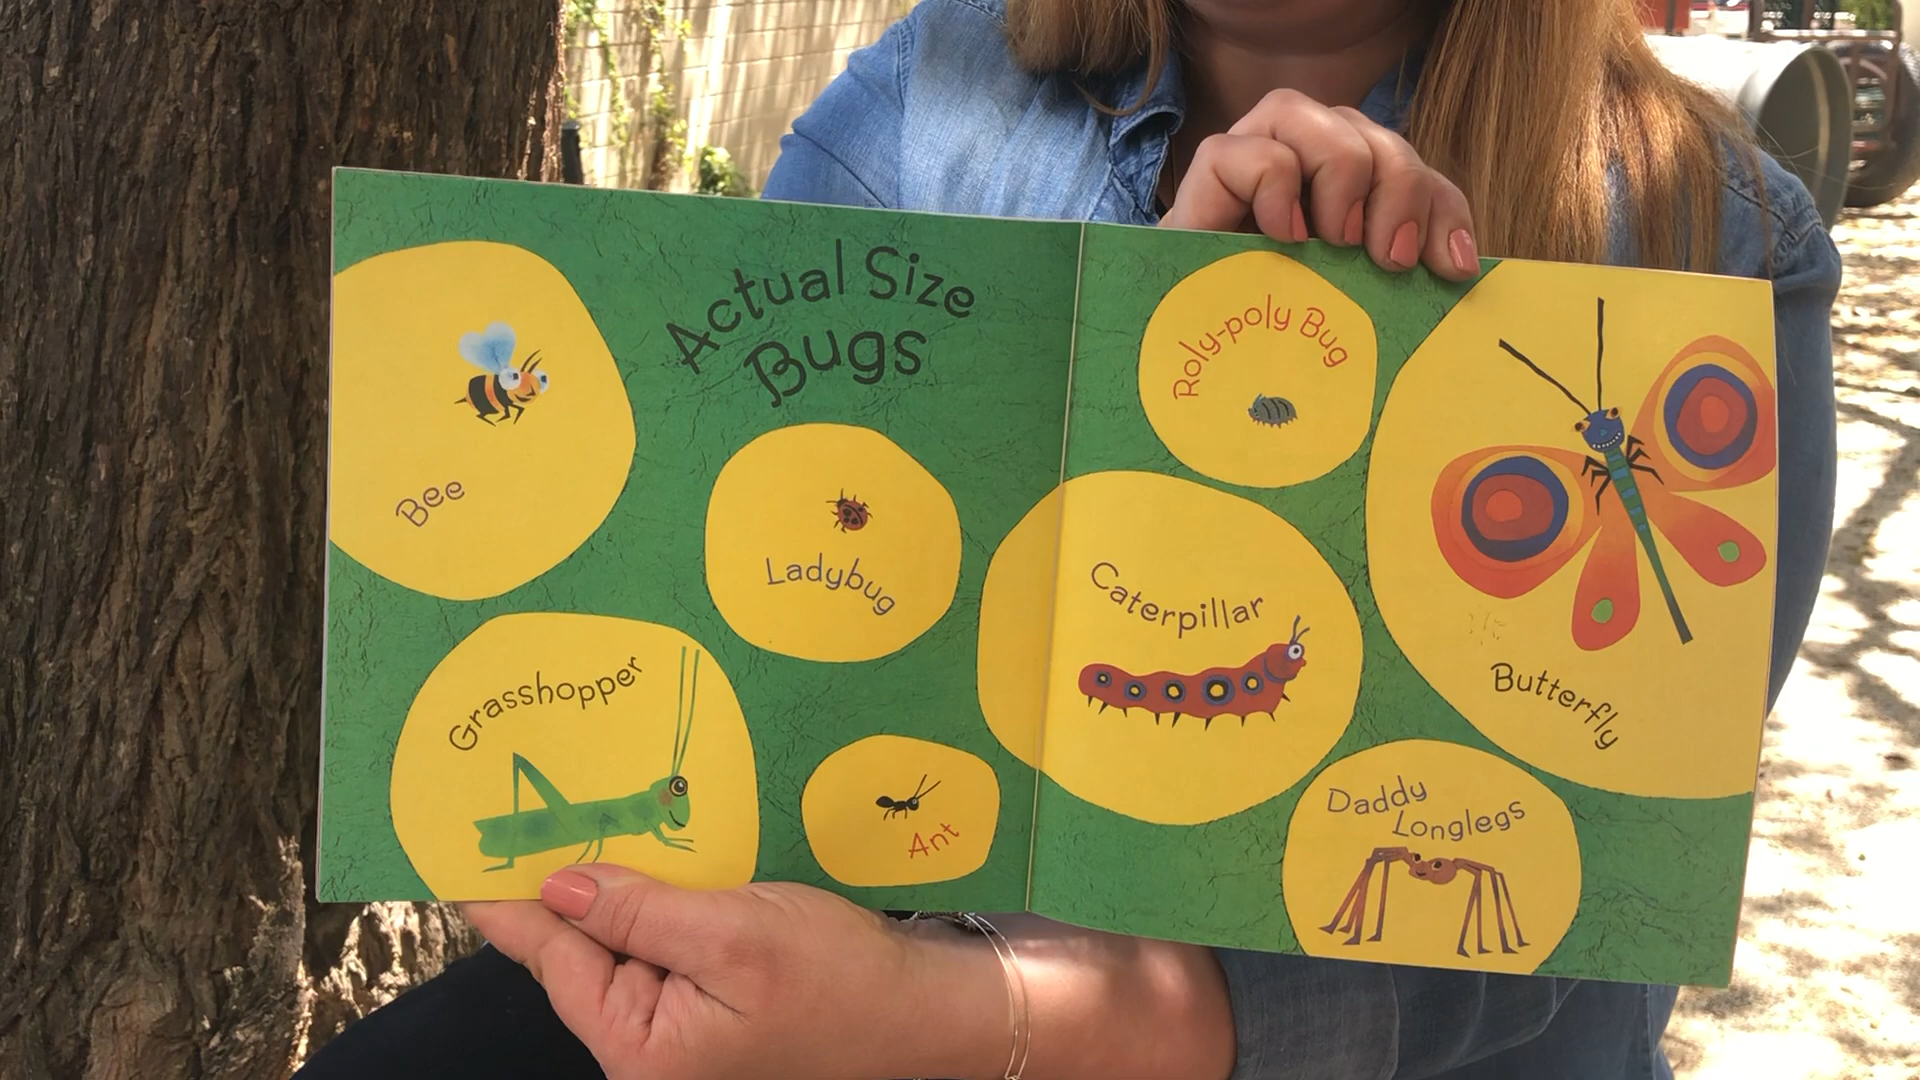 Actual Size
Bugs
Bee
Ladybug
Grasshopper
Ant
Roly-poly Bug
Caterpillar
Butterfly
Daddy
Longlegs